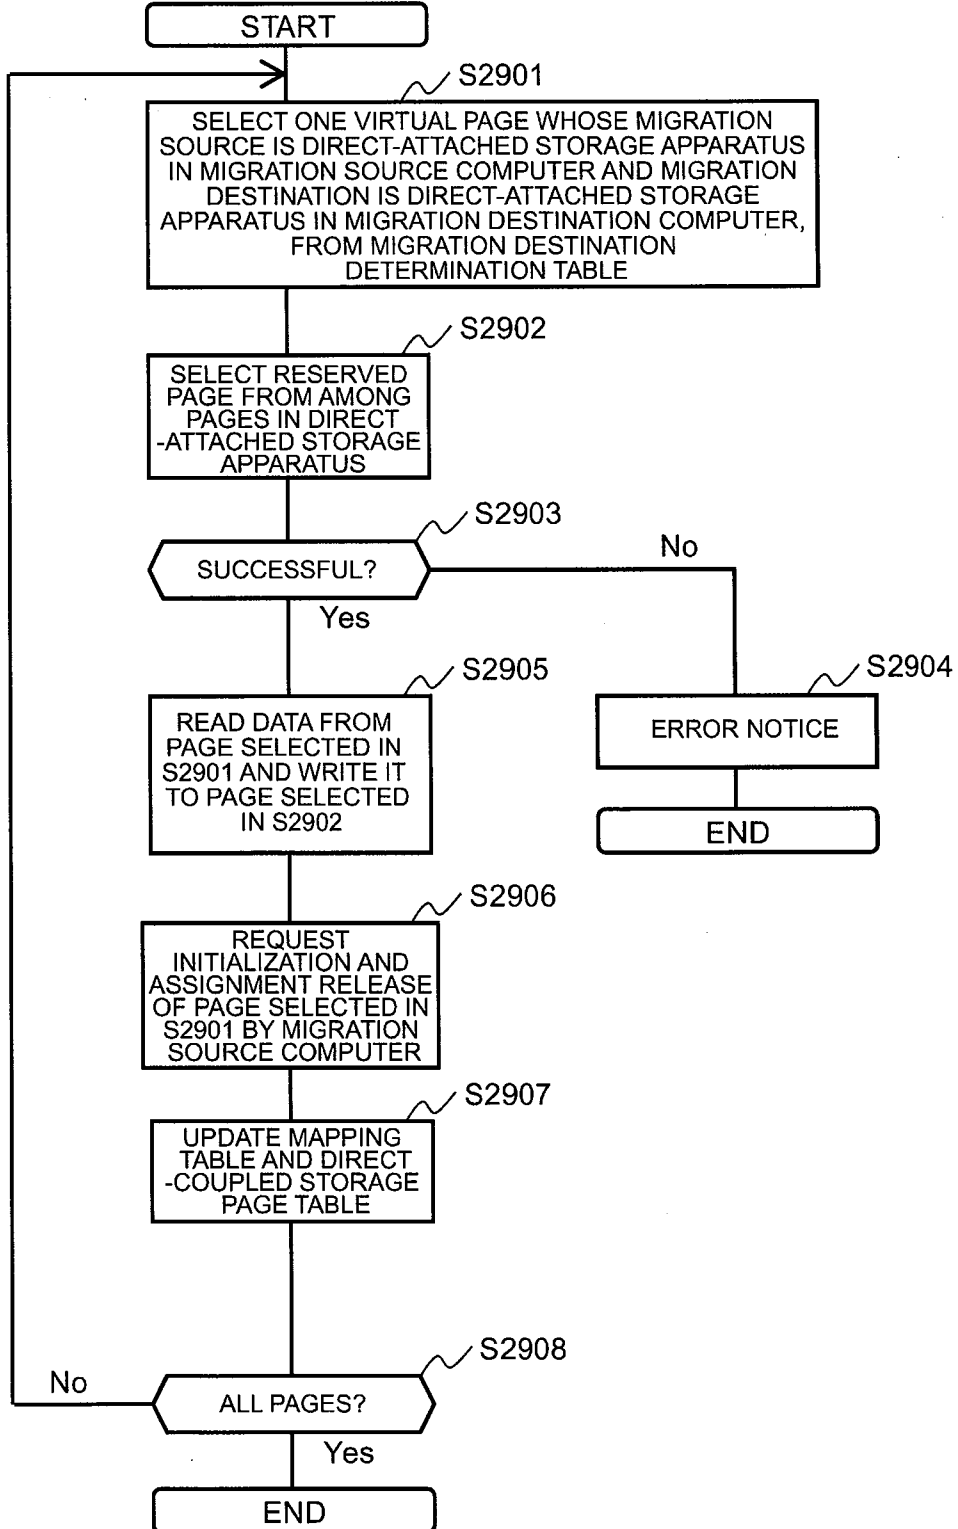 START
S2901
SELECT ONE VIRTUAL PAGE WHOSE MIGRATION
SOURCE IS DIRECT-ATTACHED STORAGE APPARATUS
IN MIGRATION SOURCE COMPUTER AND MIGRATION
DESTINATION IS DIRECT-ATTACHED STORAGE
APPARATUS IN MIGRATION DESTINATION COMPUTER,
FROM MIGRATION DESTINATION
DETERMINATION TABLE
S2902
SELECT RESERVED
PAGE FROM AMONG
PAGES IN DIRECT
-ATTACHED STORAGE
APPARATUS
S2903
SUCCESSFUL?
No
Yes
S2905
READ DATA FROM
PAGE SELECTED IN
S2901 AND WRITE IT
TO PAGE SELECTED
IN S2902
S2904
ERROR NOTICE
END
S2906
REQUEST
INITIALIZATION AND
ASSIGNMENT RELEASE
OF PAGE SELECTED IN
S2901 BY MIGRATION
SOURCE COMPUTER
S2907
UPDATE MAPPING
TABLE AND DIRECT
-COUPLED STORAGE
PAGE TABLE
S2908
ALL PAGES?
No
Yes
END